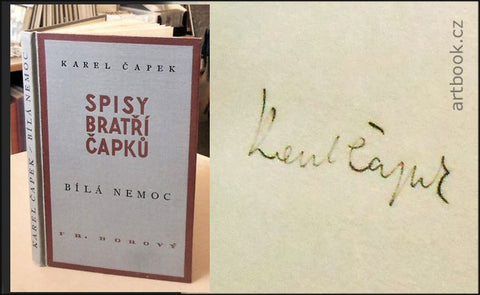 KAREL ČAPEK
SPISY
BRATŘÍ
ČAPKŮ
BÍLÁ NEMOC
FR. BOROVÝ
KAREL ČAPEK / BÍLÁ NEMOC
Karel Čapek
artbook.cz